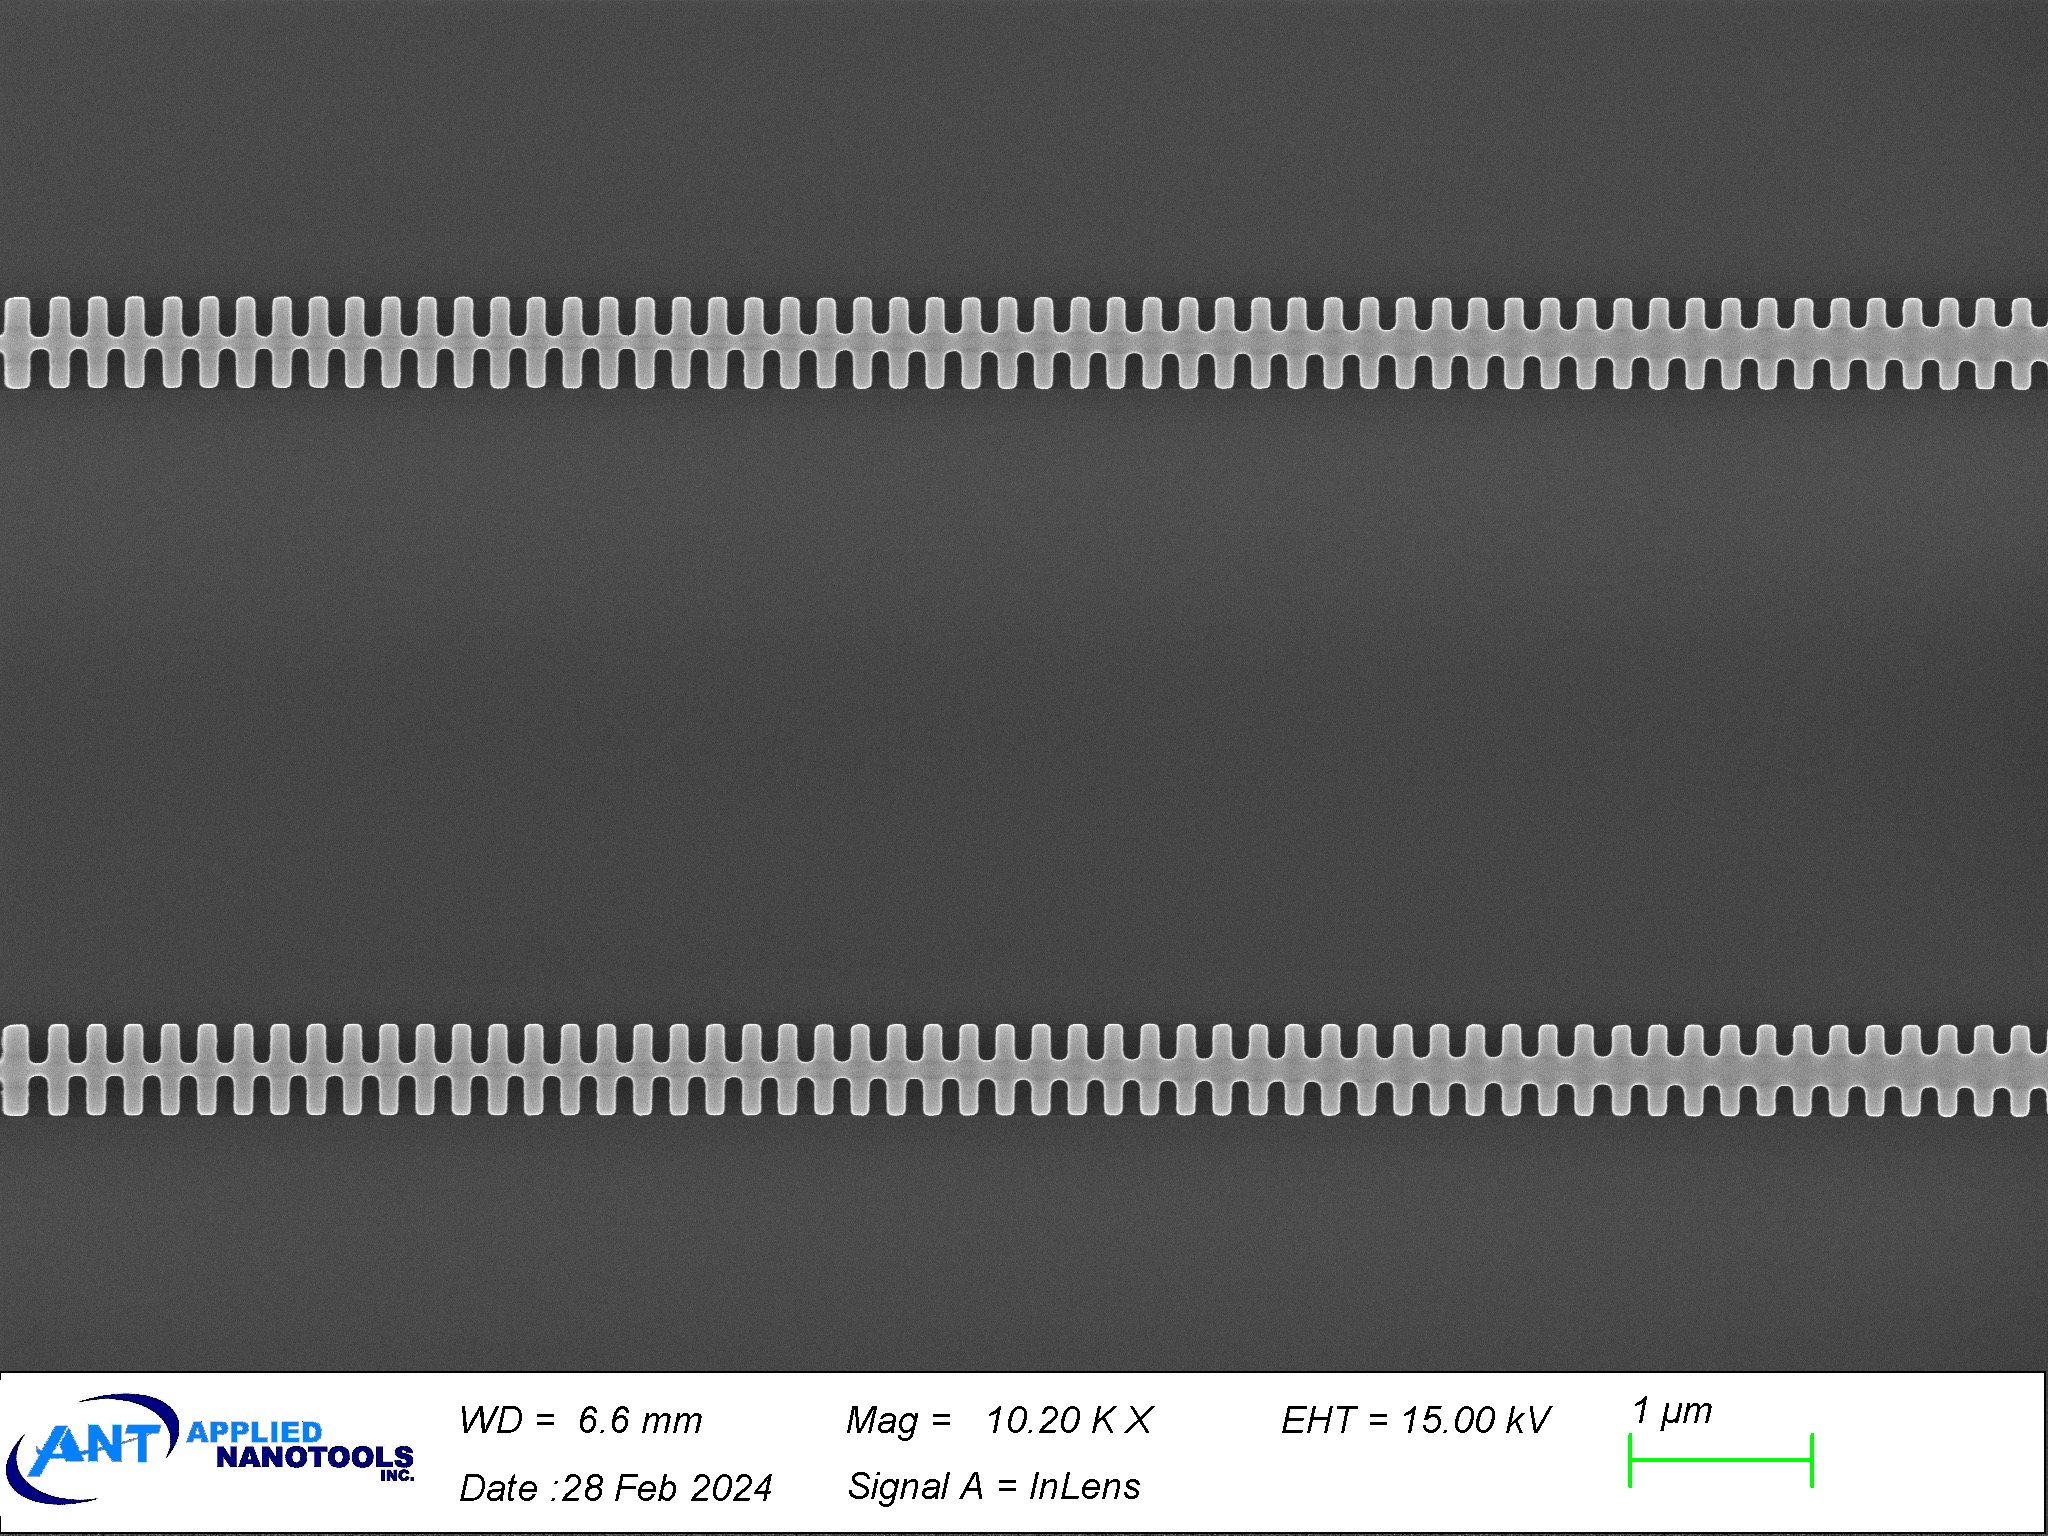 ANT APPLIED NANOTOOLS INC.
WD = 6.6 mm Mag = 10.20 K X EHT = 15.00 kV 1 µm
Date :28 Feb 2024 Signal A = InLens